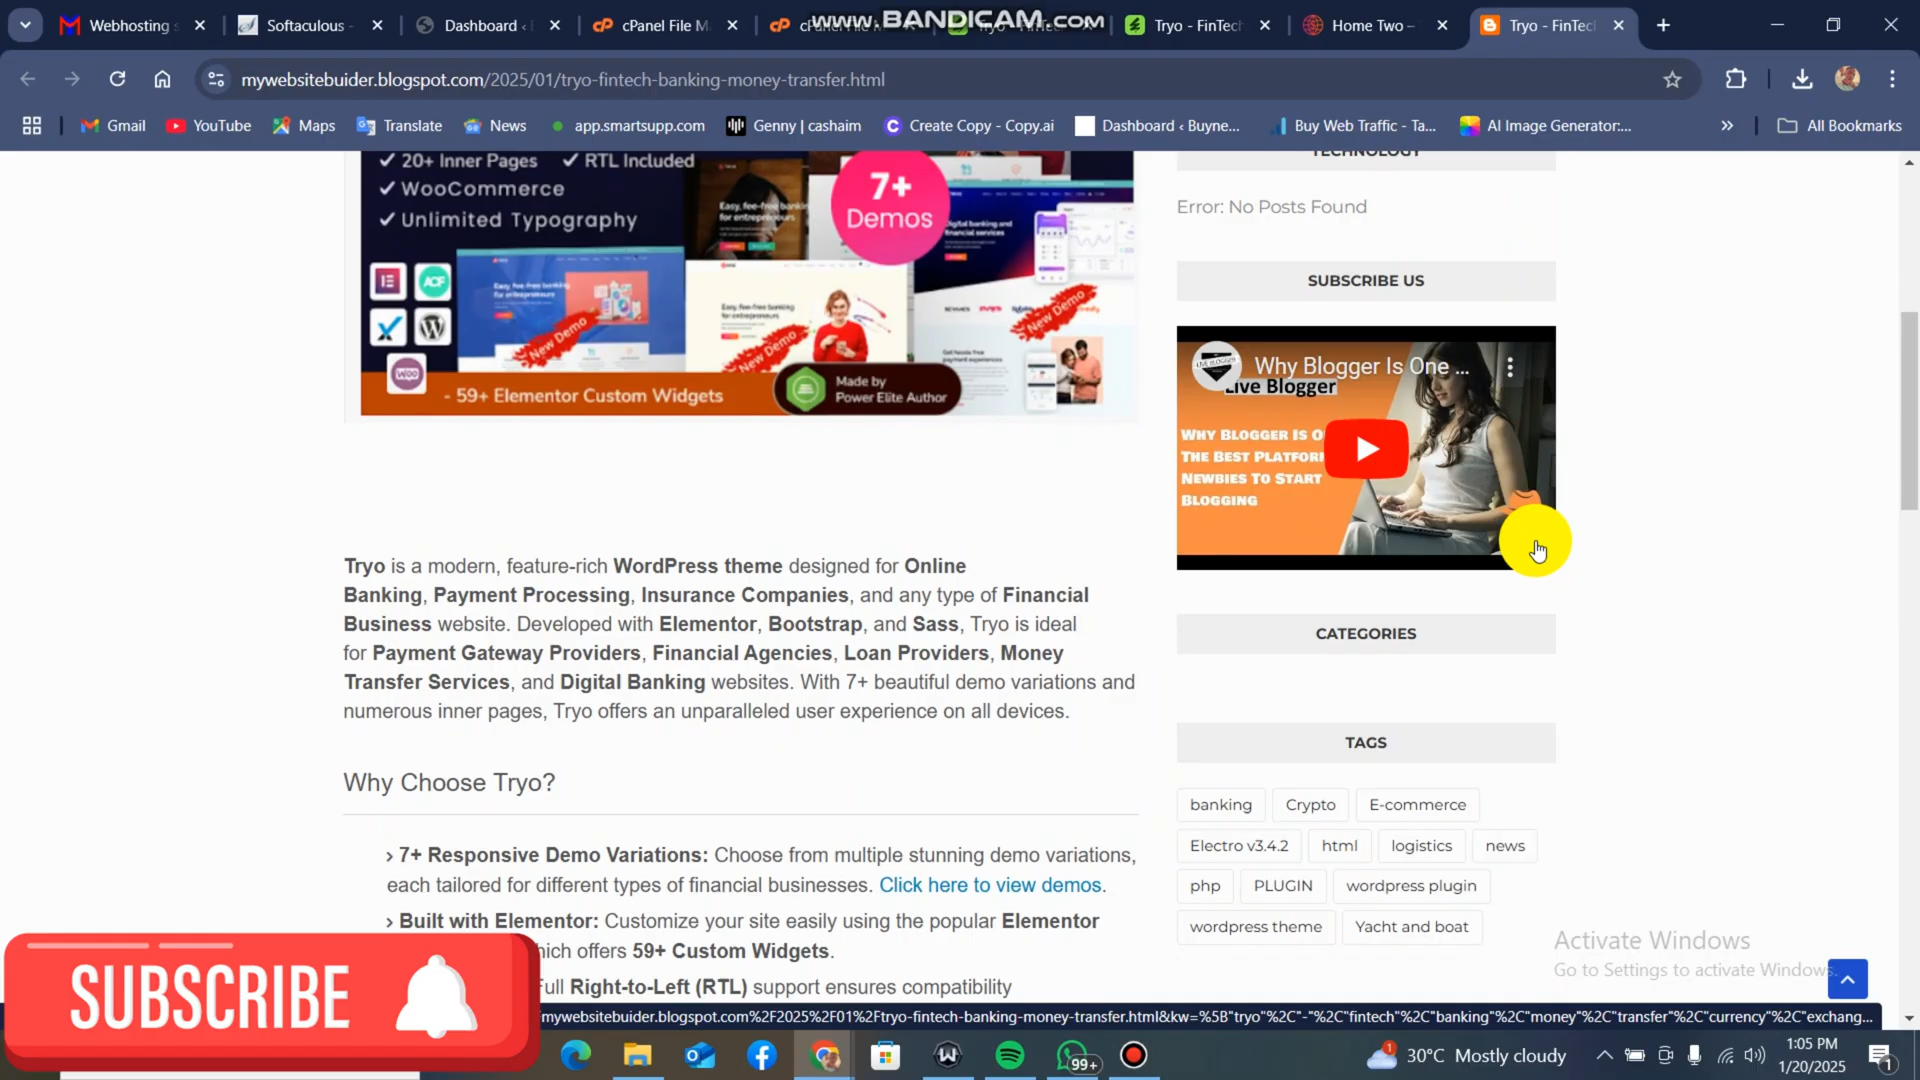 Webhosting
Softaculous -
Dashboard ‹
cPanel File M
Tryo - FinTec
Home Two –
Tryo - FinTec
www.BANDICAM.com
mywebsitebuider.blogspot.com/2025/01/tryo-fintech-banking-money-transfer.html
Gmail
YouTube
Maps
Translate
News
app.smartsupp.com
Genny | cashaim
Create Copy - Copy.ai
Dashboard ‹ Buyne...
Buy Web Traffic - Ta...
AI Image Generator:...
All Bookmarks
20+ Inner Pages
RTL Included
WooCommerce
Unlimited Typography
7+
Demos
New Demo
New Demo
New Demo
- 59+ Elementor Custom Widgets
Made by
Power Elite Author
TECHNOLOGY
Error: No Posts Found
SUBSCRIBE US
Why Blogger Is One ...
Live Blogger
Why Blogger Is O
The Best Platfor
Newbies To Start
Blogging
CATEGORIES
TAGS
banking
Crypto
E-commerce
Electro v3.4.2
html
logistics
news
php
PLUGIN
wordpress plugin
wordpress theme
Yacht and boat
Tryo is a modern, feature-rich WordPress theme designed for Online
Banking, Payment Processing, Insurance Companies, and any type of Financial
Business website. Developed with Elementor, Bootstrap, and Sass, Tryo is ideal
for Payment Gateway Providers, Financial Agencies, Loan Providers, Money
Transfer Services, and Digital Banking websites. With 7+ beautiful demo variations and
numerous inner pages, Tryo offers an unparalleled user experience on all devices.
Why Choose Tryo?
› 7+ Responsive Demo Variations: Choose from multiple stunning demo variations,
each tailored for different types of financial businesses. Click here to view demos.
› Built with Elementor: Customize your site easily using the popular Elementor
hich offers 59+ Custom Widgets.
ull Right-to-Left (RTL) support ensures compatibility
SUBSCRIBE
Activate Windows
Go to Settings to activate Windows.
mywebsitebuider.blogspot.com%2F2025%2F01%2Ftryo-fintech-banking-money-transfer.html&kw=%5B"tryo"%2C"-"%2C"fintech"%2C"banking"%2C"money"%2C"transfer"%2C"currency"%2C"exchang...
99+
30°C Mostly cloudy
1:05 PM
1/20/2025